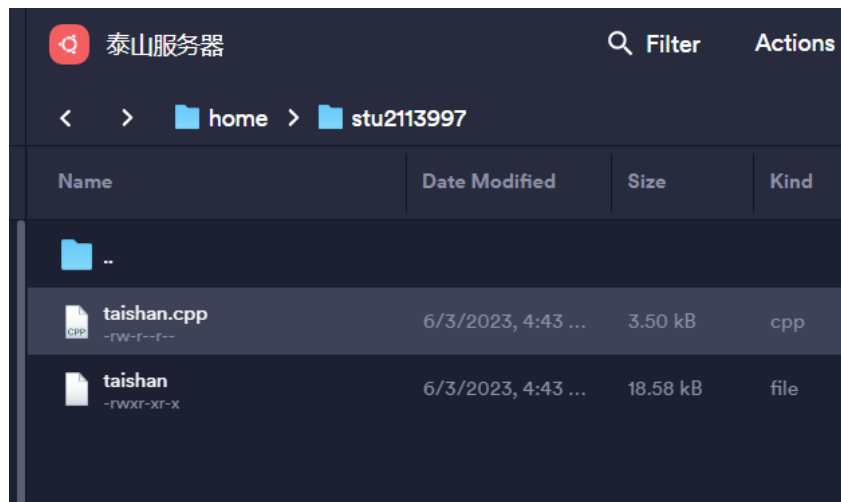 泰山服务器 Filter Actions
< > home > stu2113997
Name Date Modified Size Kind
..
taishan.cpp 6/3/2023, 4:43 ... 3.50 kB cpp
CPP -rw-r--r--
taishan 6/3/2023, 4:43 ... 18.58 kB file
-rwxr-xr-x